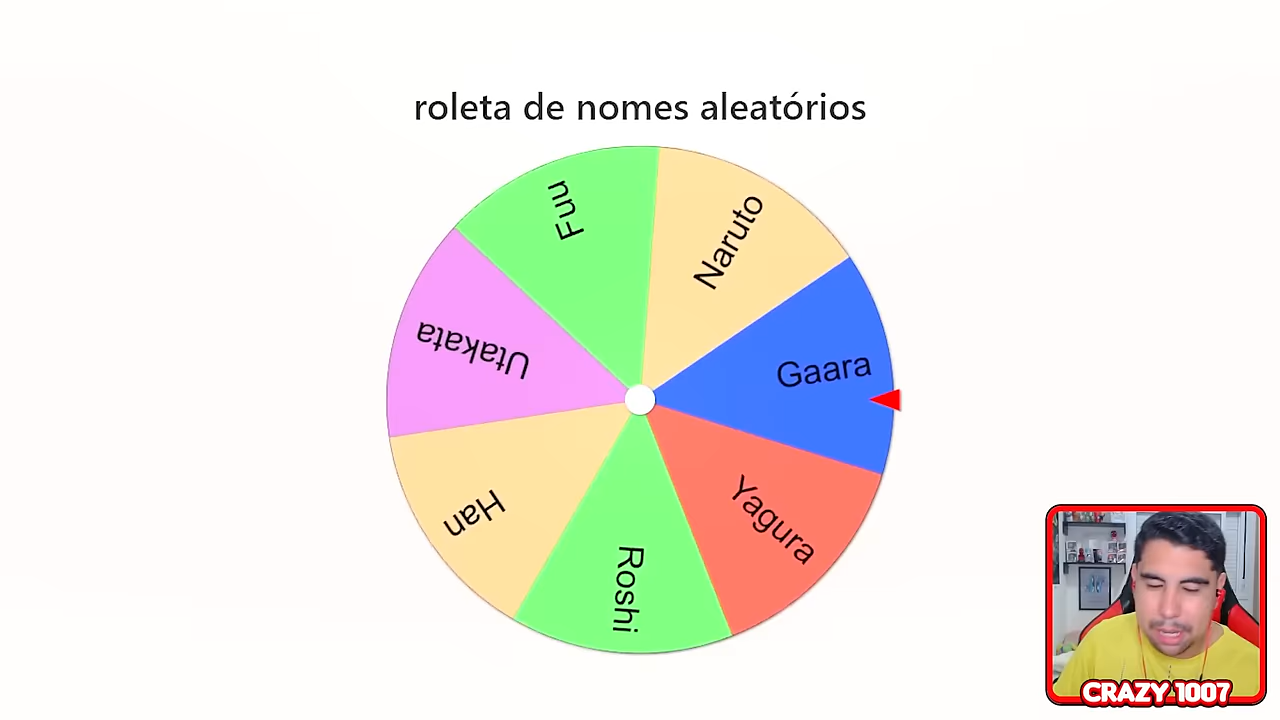 roleta de nomes aleatórios
Fuu
Naruto
Utakata
Gaara
Han
Yagura
Roshi
CRAZY 1007